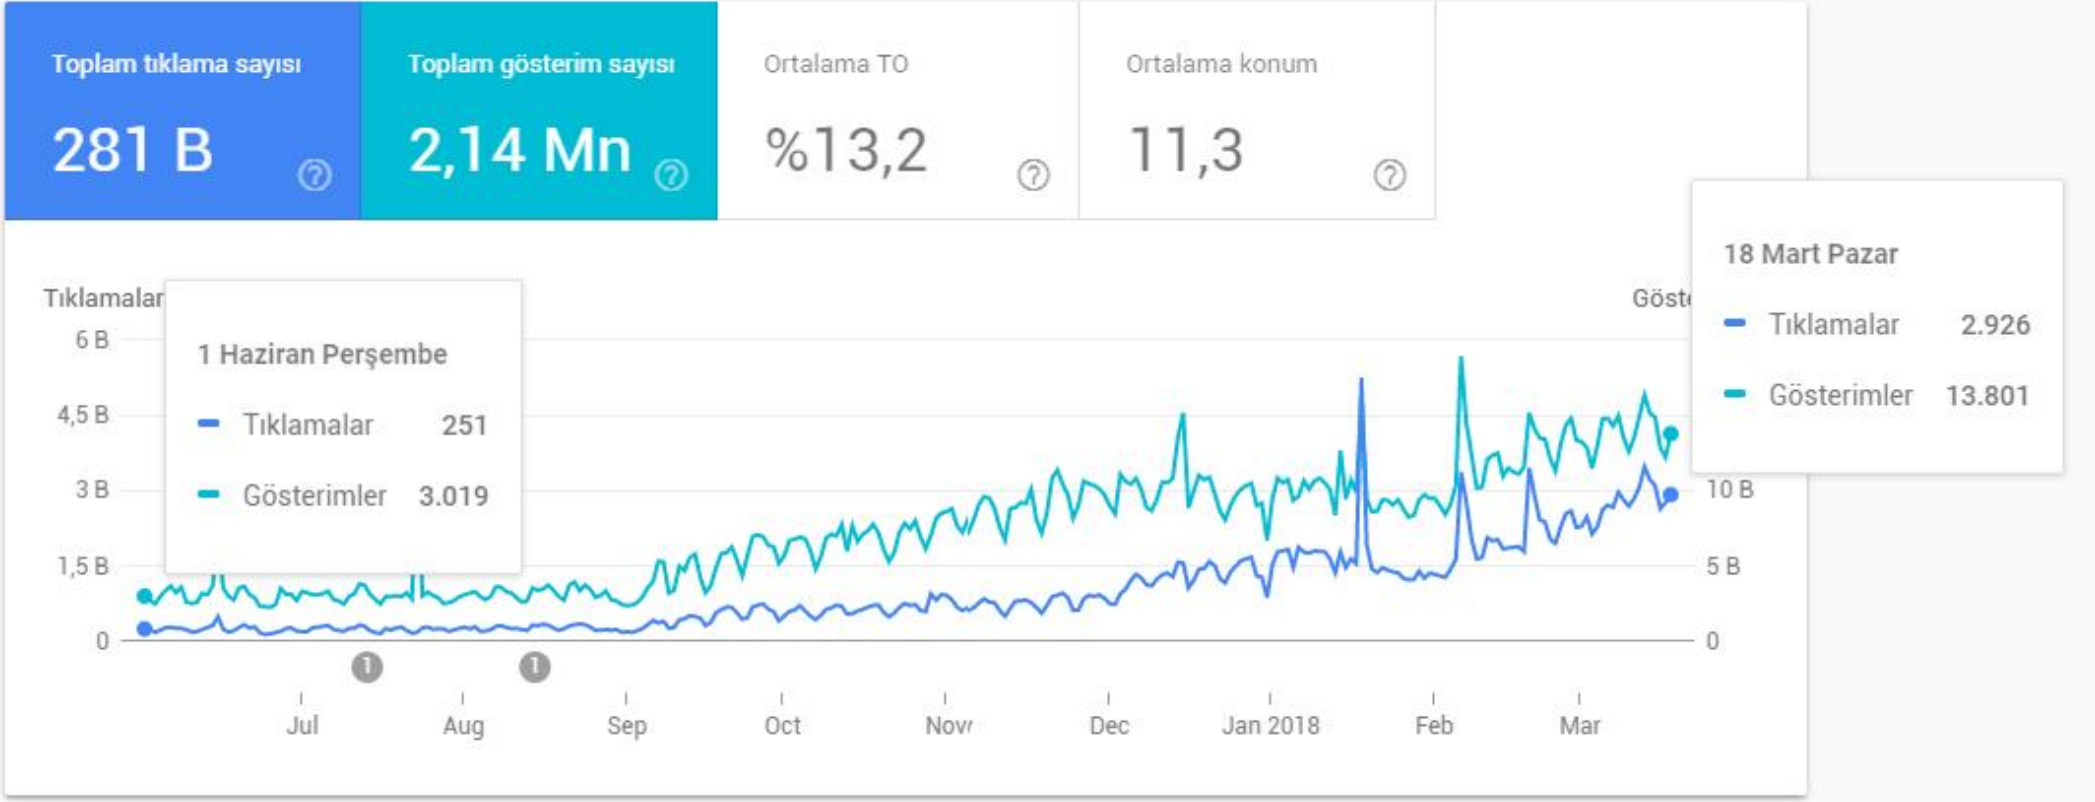 Toplam tıklama sayısı
281 B
Toplam gösterim sayısı
2,14 Mn
Ortalama TO
%13,2
Ortalama konum
11,3
18 Mart Pazar
Tıklamalar 2.926
Gösterimler 13.801
Tıklamalar
1 Haziran Perşembe
Tıklamalar 251
Gösterimler 3.019
6 B
4,5 B
3 B
1,5 B
0
10 B
5 B
0
1
1
Jul Aug Sep Oct Nov Dec Jan 2018 Feb Mar